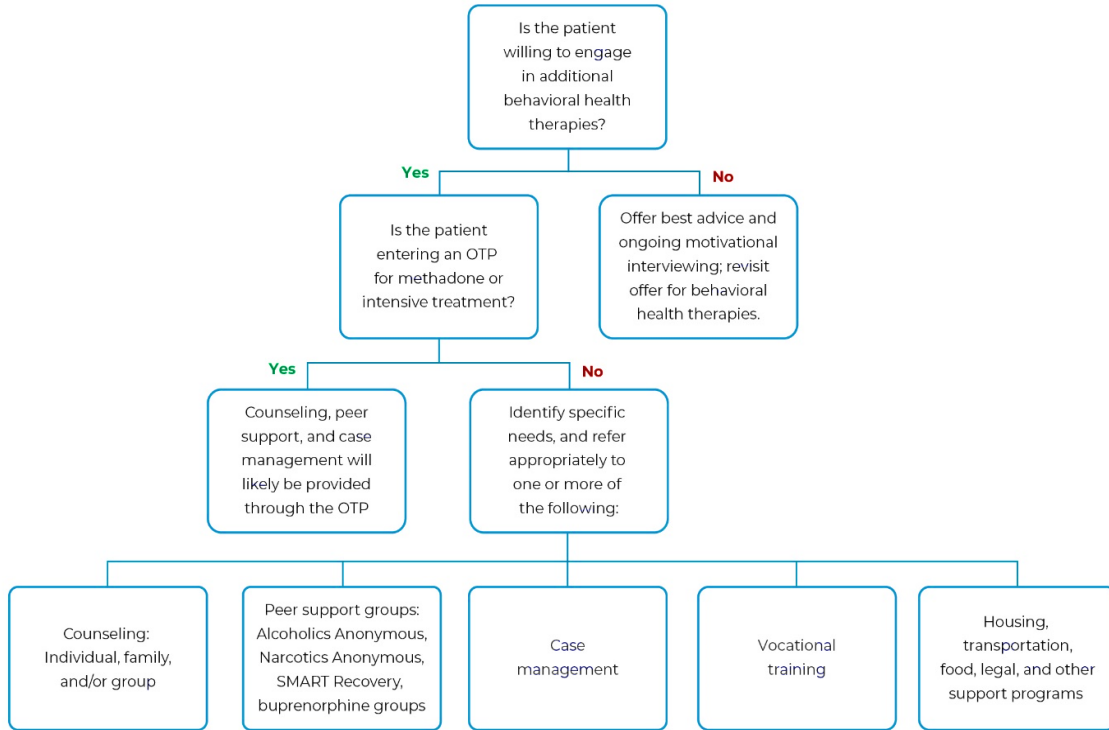 Is the patient
willing to engage
in additional
behavioral health
therapies?
Yes
No
Is the patient
entering an OTP
for methadone or
intensive treatment?
Offer best advice and
ongoing motivational
interviewing; revisit
offer for behavioral
health therapies.
Yes
No
Counseling, peer
support, and case
management will
likely be provided
through the OTP
Identify specific
needs, and refer
appropriately to
one or more of
the following:
Counseling:
Individual, family,
and/or group
Peer support groups:
Alcoholics Anonymous,
Narcotics Anonymous,
SMART Recovery,
buprenorphine groups
Case
management
Vocational
training
Housing,
transportation,
food, legal, and other
support programs